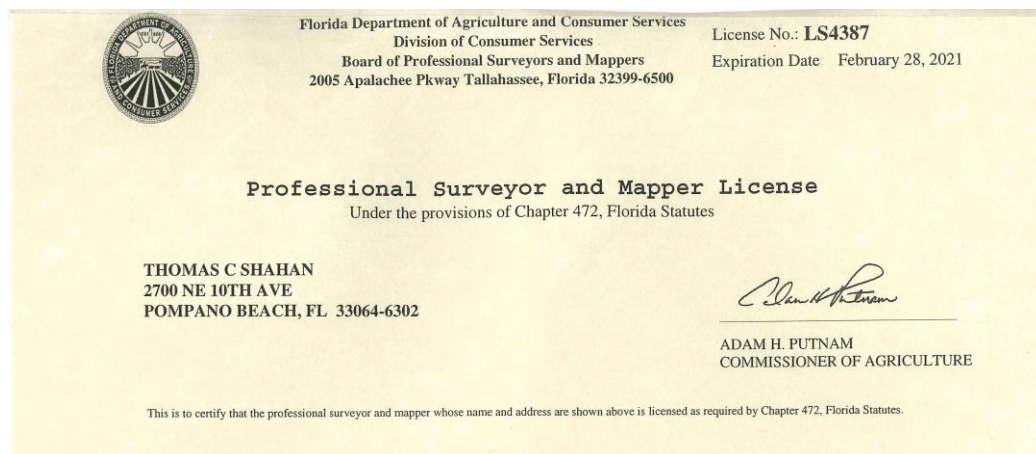 Florida Department of Agriculture and Consumer Services
Division of Consumer Services
Board of Professional Surveyors and Mappers
2005 Apalachee Pkway Tallahassee, Florida 32399-6500
License No.: LS4387
Expiration Date February 28, 2021
Professional Surveyor and Mapper License
Under the provisions of Chapter 472, Florida Statutes
THOMAS C SHAHAN
2700 NE 10TH AVE
POMPANO BEACH, FL 33064-6302
ADAM H. PUTNAM
COMMISSIONER OF AGRICULTURE
This is to certify that the professional surveyor and mapper whose name and address are shown above is licensed as required by Chapter 472, Florida Statutes.